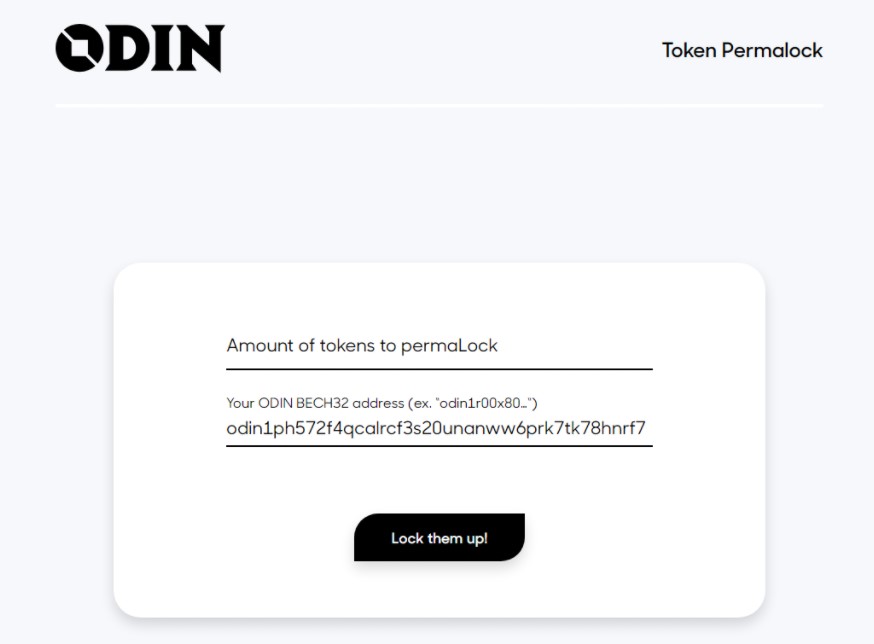 ODIN
Token Permalock
Amount of tokens to permaLock
Your ODIN BECH32 address (ex. "odin1r00x80...")
odin1ph572f4qcalrcf3s20unanww6prk7tk78hnrf7
Lock them up!